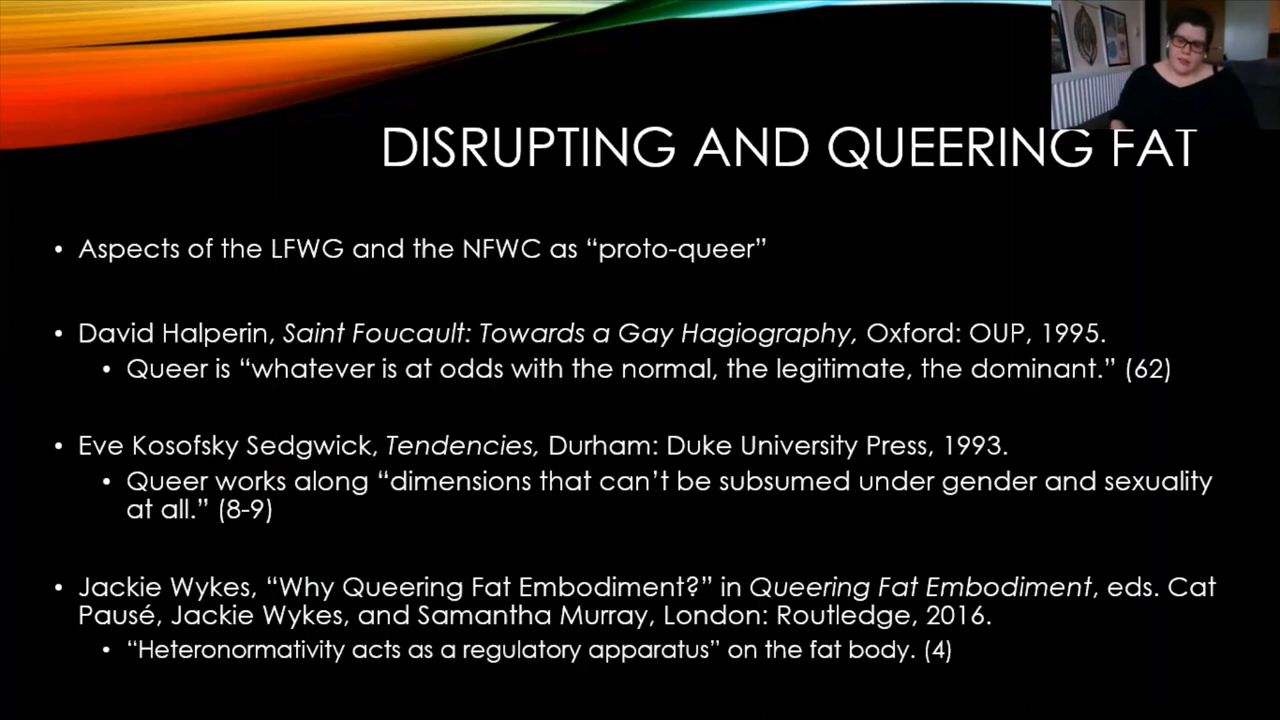 DISRUPTING AND QUEERING FAT
• Aspects of the LFWG and the NFWC as “proto-queer”
• David Halperin, Saint Foucault: Towards a Gay Hagiography, Oxford: OUP, 1995.
• Queer is “whatever is at odds with the normal, the legitimate, the dominant.” (62)
• Eve Kosofsky Sedgwick, Tendencies, Durham: Duke University Press, 1993.
• Queer works along “dimensions that can’t be subsumed under gender and sexuality
at all.” (8-9)
• Jackie Wykes, “Why Queering Fat Embodiment?” in Queering Fat Embodiment, eds. Cat
Pausé, Jackie Wykes, and Samantha Murray, London: Routledge, 2016.
• “Heteronormativity acts as a regulatory apparatus” on the fat body. (4)